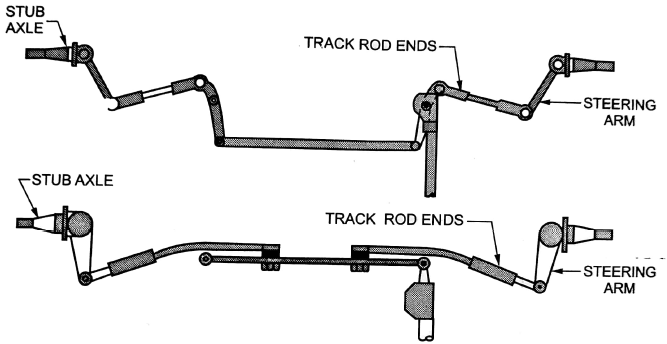 STUB
AXLE
TRACK ROD ENDS
STEERING
ARM
STUB AXLE
TRACK ROD ENDS
STEERING
ARM